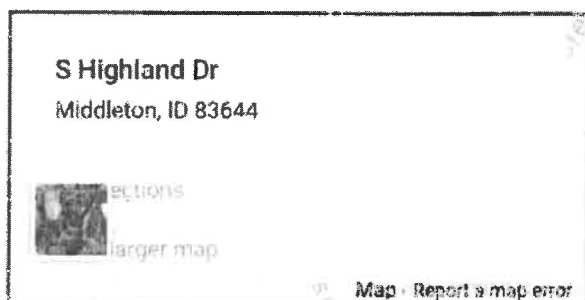 S Highland Dr
Middleton, ID 83644
ections
larger map
Map · Report a map error